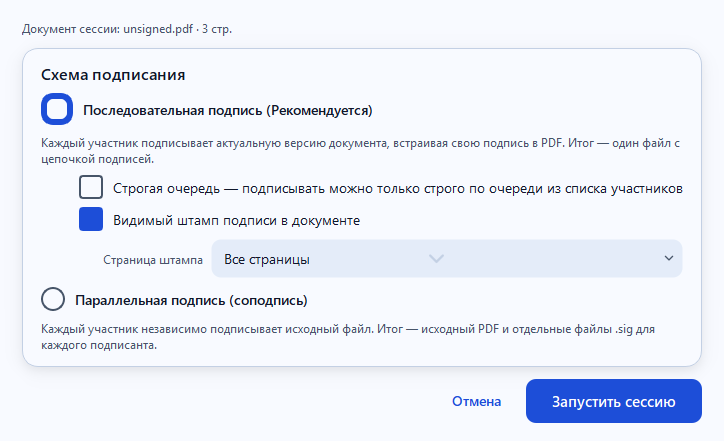 Документ сессии: unsigned.pdf · 3 стр.
Схема подписания
Последовательная подпись (Рекомендуется)
Каждый участник подписывает актуальную версию документа, встраивая свою подпись в PDF. Итог — один файл с
цепочкой подписей.
Строгая очередь — подписывать можно только строго по очереди из списка участников
Видимый штамп подписи в документе
Страница штампа
Все страницы
Параллельная подпись (соподпись)
Каждый участник независимо подписывает исходный файл. Итог — исходный PDF и отдельные файлы .sig для
каждого подписанта.
Отмена
Запустить сессию